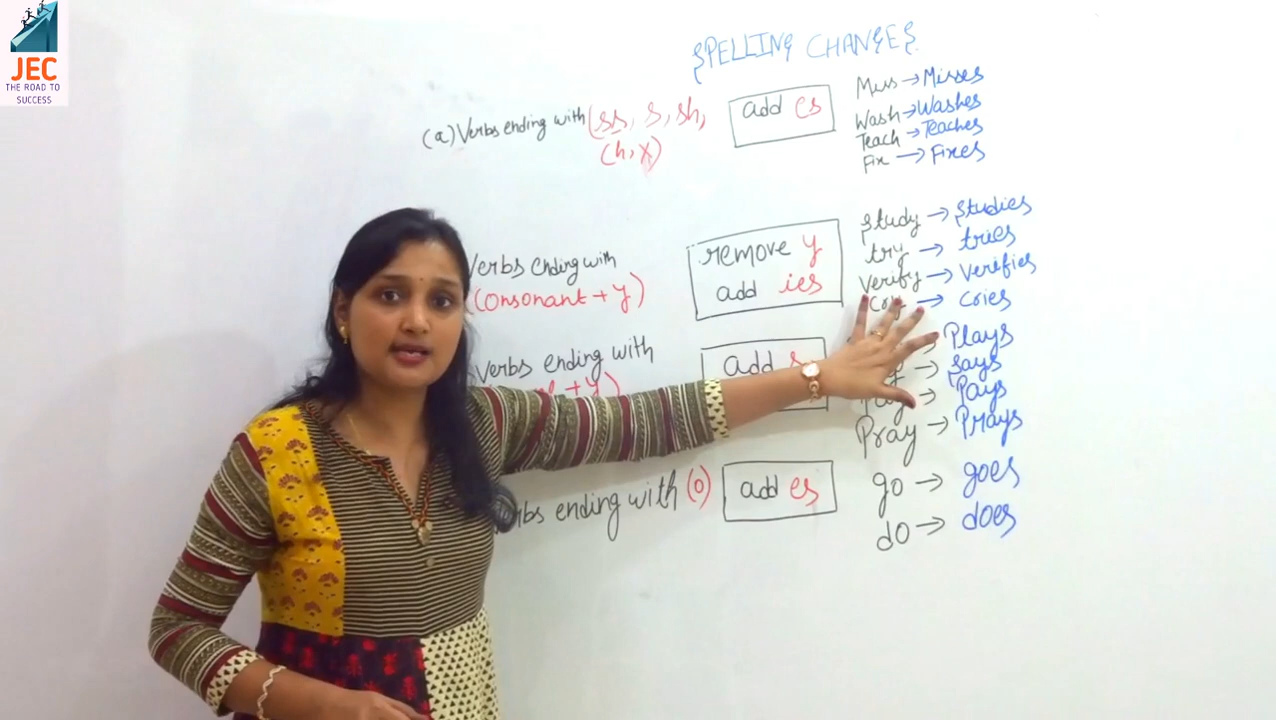 JEC
THE ROAD TO
SUCCESS
SPELLING CHANGES
(a) Verbs ending with (ss, s, sh,
ch, x)
add es
Miss → Misses
Wash → Washes
Teach → Teaches
Fix → Fixes
Verbs ending with
(Consonant + y)
remove y
add ies
Study → Studies
try → tries
verify → verifies
cry → cries
Verbs ending with
+ y)
add s
Plays
Says
Pay → Pays
Pray → Prays
Verbs ending with (o)
add es
go → goes
do → does